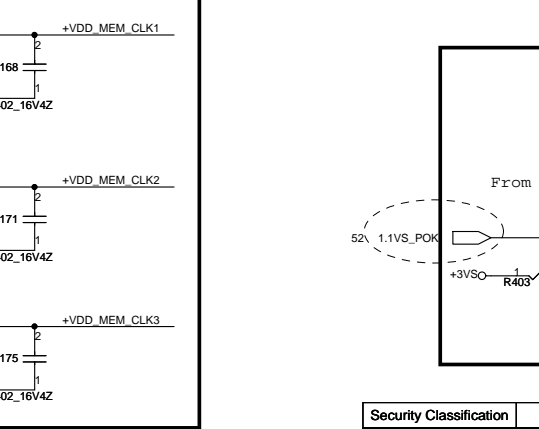 +VDD_MEM_CLK1
2
168
1
02_16V4Z
+VDD_MEM_CLK2
2
171
1
02_16V4Z
+VDD_MEM_CLK3
2
175
1
02_16V4Z
From
52 1.1VS_POK
+3VS 1
R403
Security Classification